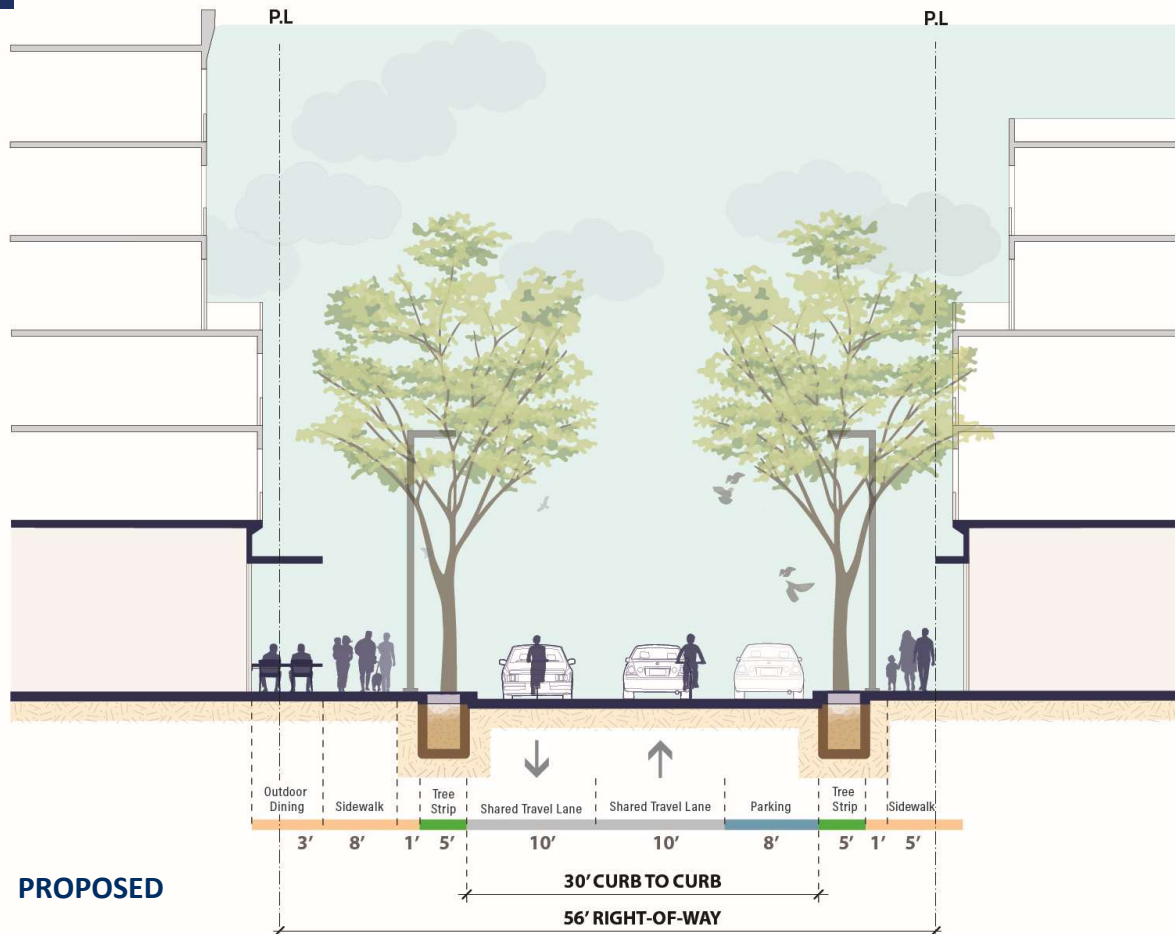 P.L
P.L
Outdoor
Dining
Sidewalk
Tree
Strip
Shared Travel Lane
Shared Travel Lane
Parking
Tree
Strip
Sidewalk
3’ 8’ 1’ 5’ 10’ 10’ 8’ 5’ 1’ 5’
PROPOSED
30’ CURB TO CURB
56’ RIGHT-OF-WAY